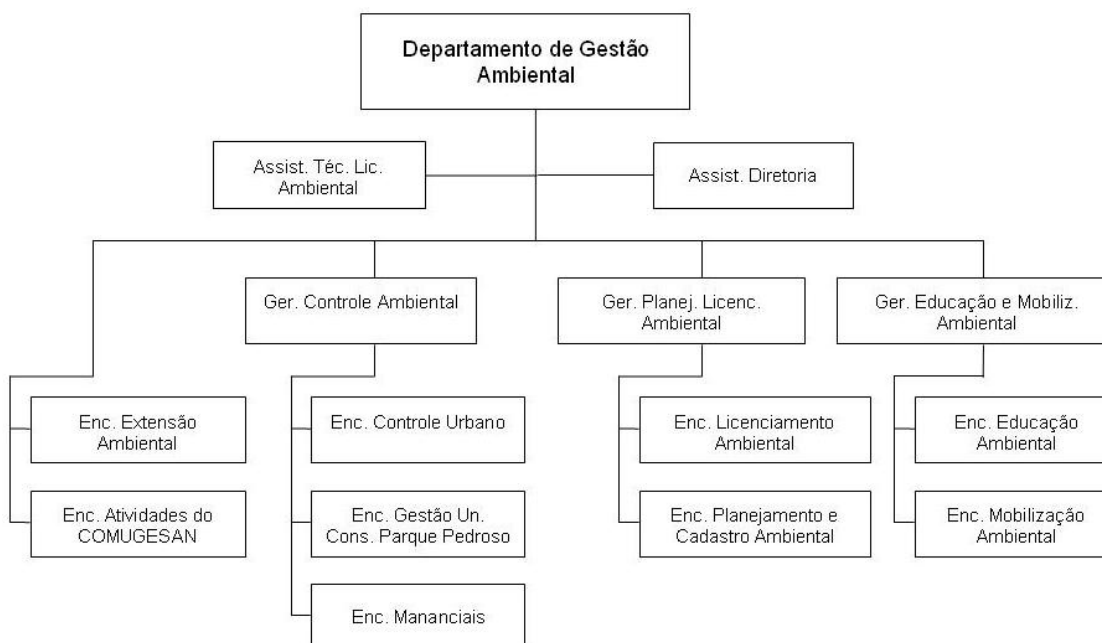 Departamento de Gestão
Ambiental
Assist. Téc. Lic.
Ambiental
Assist. Diretoria
Ger. Controle Ambiental
Ger. Planej. Licenc.
Ambiental
Ger. Educação e Mobiliz.
Ambiental
Enc. Extensão
Ambiental
Enc. Controle Urbano
Enc. Licenciamento
Ambiental
Enc. Educação
Ambiental
Enc. Atividades do
COMUGESAN
Enc. Gestão Un.
Cons. Parque Pedroso
Enc. Planejamento e
Cadastro Ambiental
Enc. Mobilização
Ambiental
Enc. Mananciais